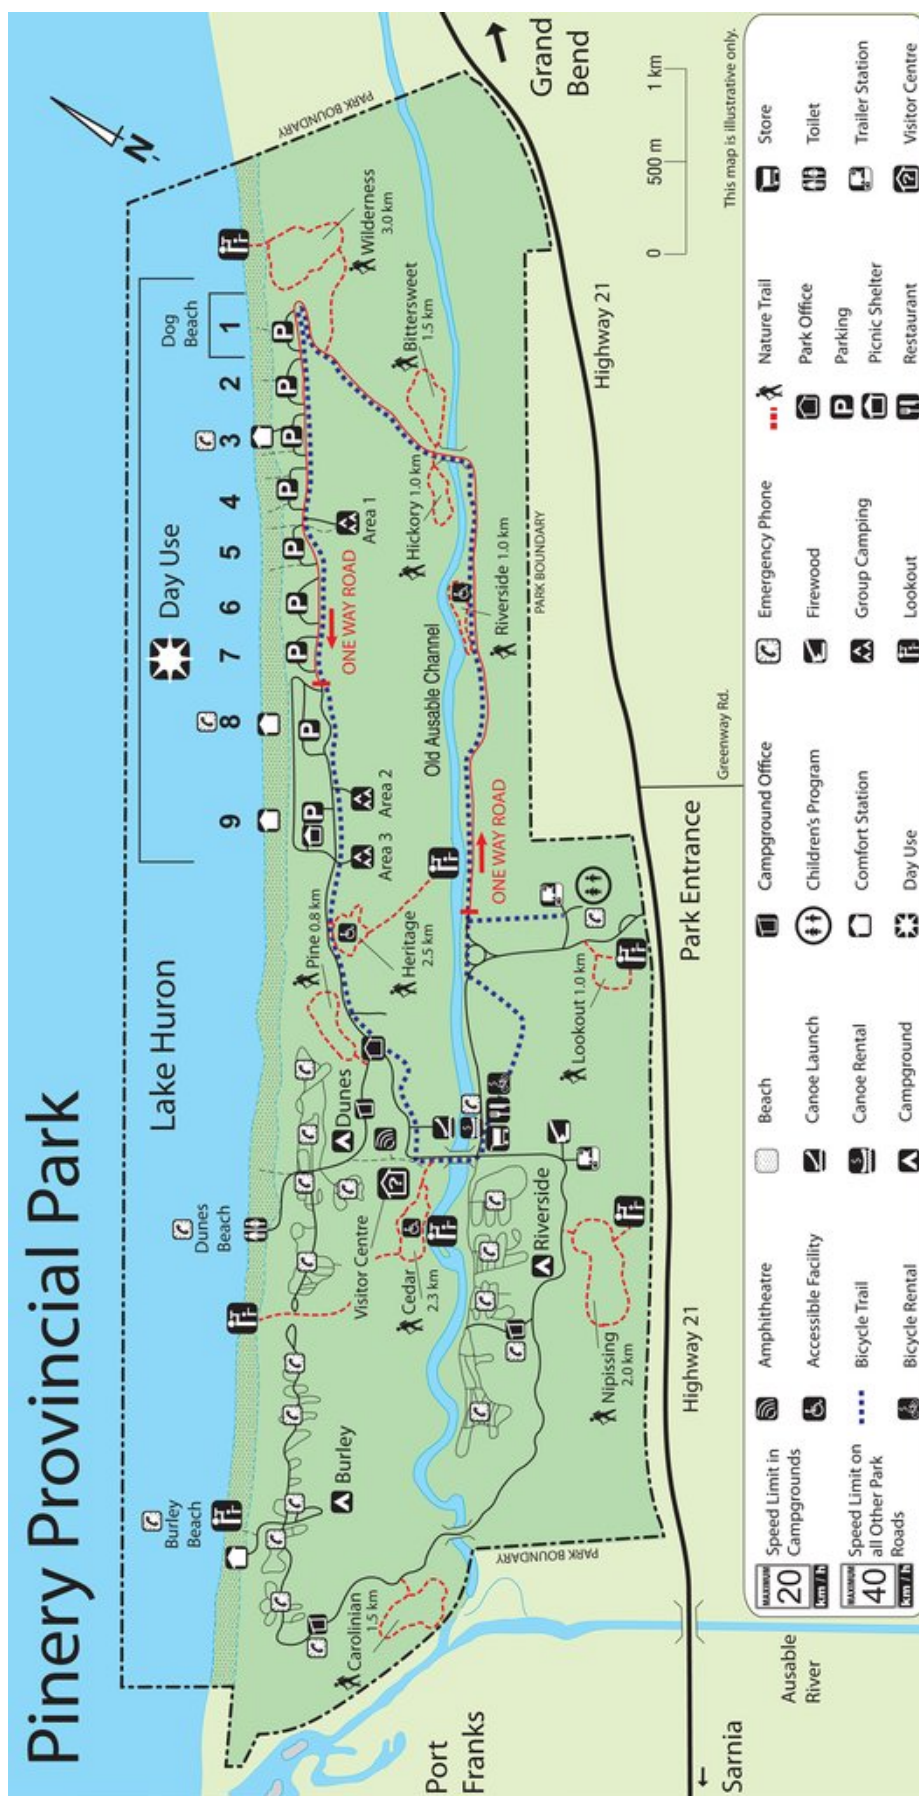 Pinery Provincial Park
N
Lake Huron
Day Use
Dog
Beach
9
8
7
6
5
4
3
2
1
Burley
Beach
Dunes
Beach
PARK BOUNDARY
Wilderness
3.0 km
Bittersweet
1.5 km
Hickory 1.0 km
Riverside 1.0 km
Area 1
Area 2
Area 3
ONE WAY ROAD
Old Ausable Channel
ONE WAY ROAD
Pine 0.8 km
Heritage
2.5 km
Dunes
Visitor Centre
Cedar
2.3 km
Burley
Riverside
Lookout 1.0 km
Nipissing
2.0 km
Carolinian
1.5 km
PARK BOUNDARY
PARK BOUNDARY
Port
Franks
Sarnia
Ausable
River
Highway 21
Park Entrance
Greenway Rd.
Highway 21
Grand
Bend
0
500 m
1 km
This map is illustrative only.
MAXIMUM
20
Km / h
Speed Limit in
Campgrounds
MAXIMUM
40
Km / h
Speed Limit on
all Other Park
Roads
Amphitheatre
Accessible Facility
Bicycle Trail
Bicycle Rental
Beach
Canoe Launch
Canoe Rental
Campground
Campground Office
Children's Program
Comfort Station
Day Use
Emergency Phone
Firewood
Group Camping
Lookout
Nature Trail
Park Office
Parking
Picnic Shelter
Restaurant
Store
Toilet
Trailer Station
Visitor Centre